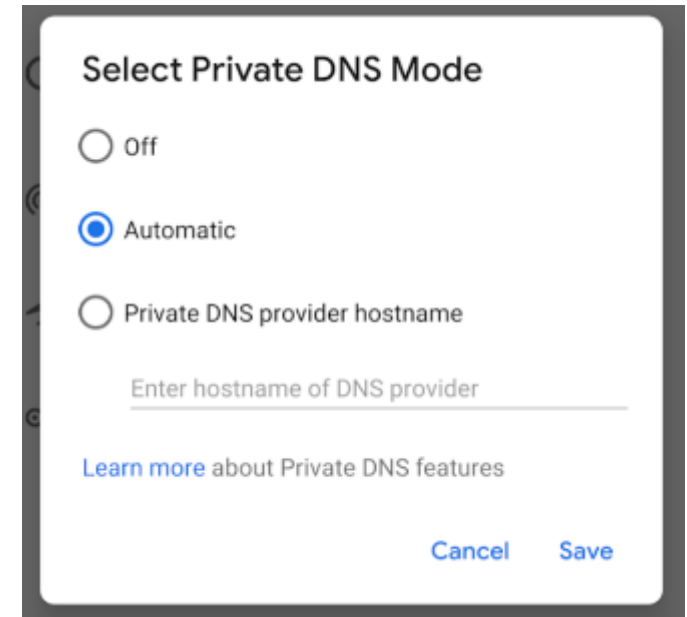 Select Private DNS Mode
Off
Automatic
Private DNS provider hostname
Enter hostname of DNS provider
Learn more about Private DNS features
Cancel Save